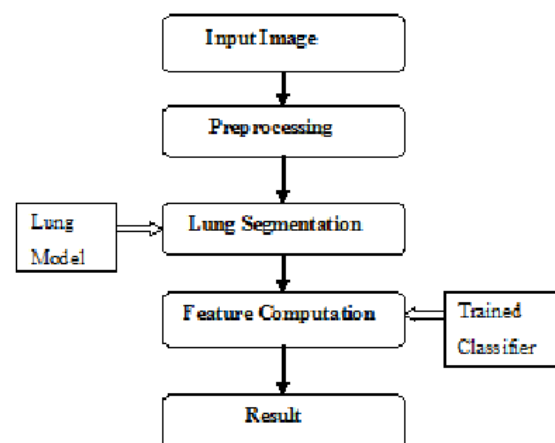 Input Image
Preprocessing
Lung
Model
Lung Segmentation
Feature Computation
Trained
Classifier
Result